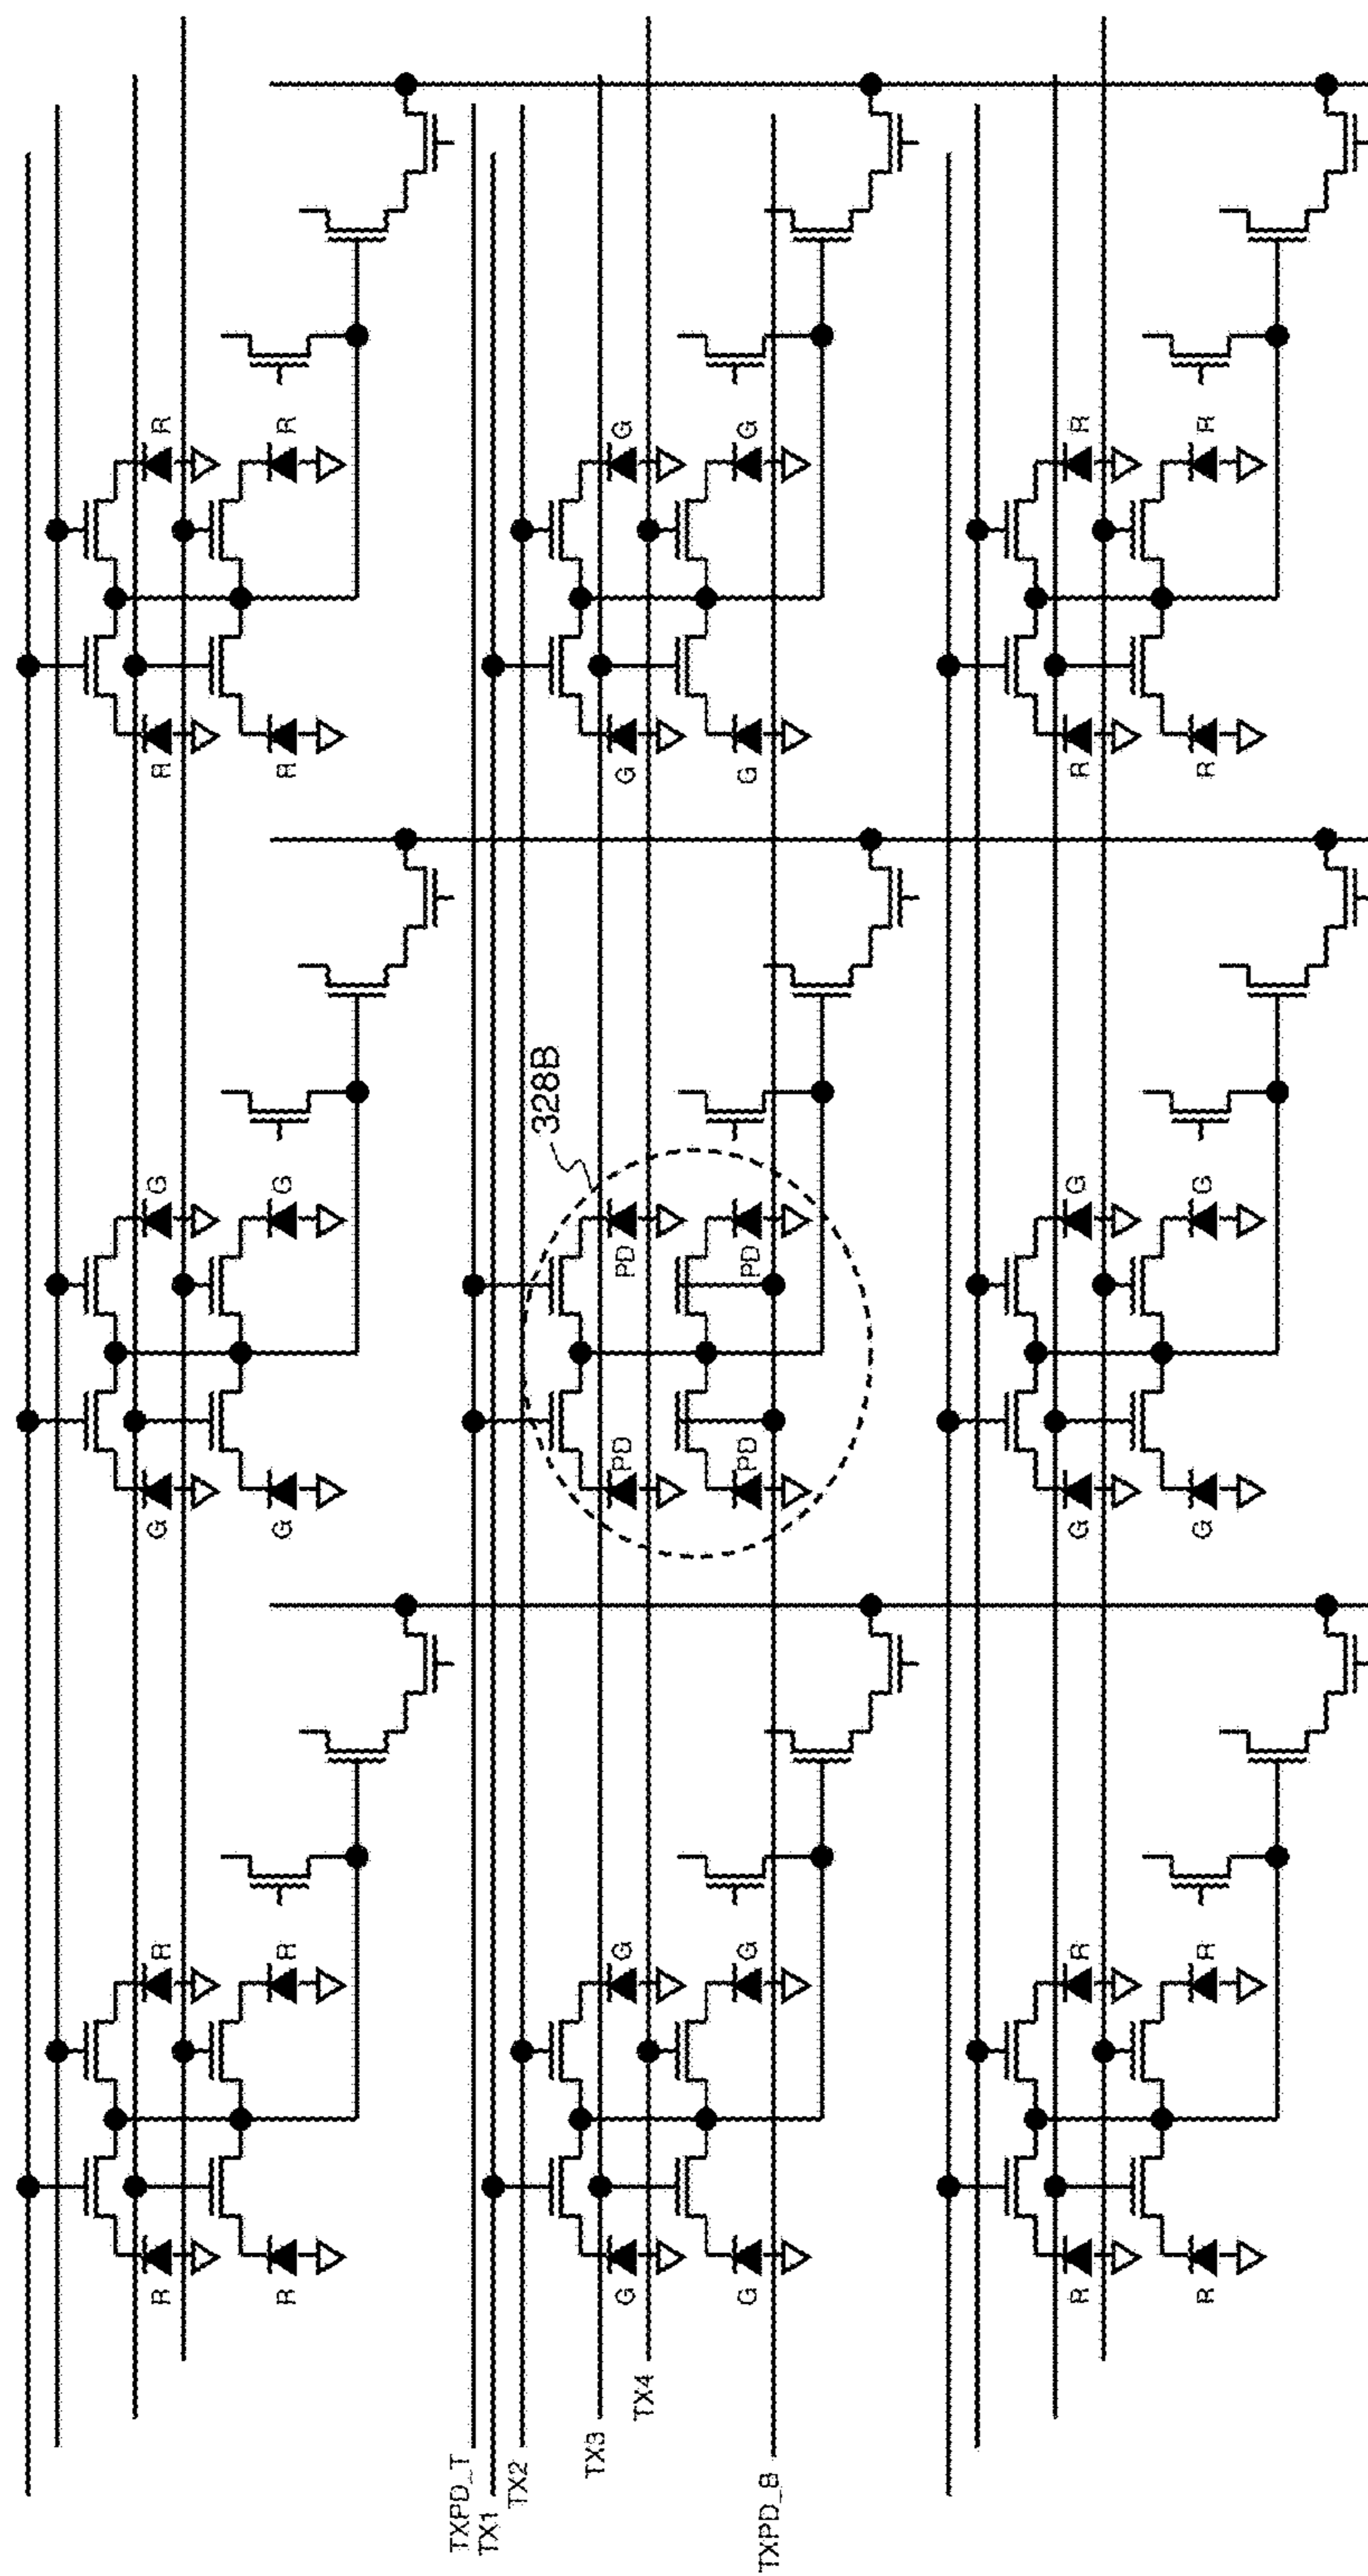 R R G G R R
R R G G R R
TXPD_T
TX1
TX2
328B
TX3
G G PD PD G G
TX4
G G PD PD G G
TXPD_B
R R G G R R
R R G G R R